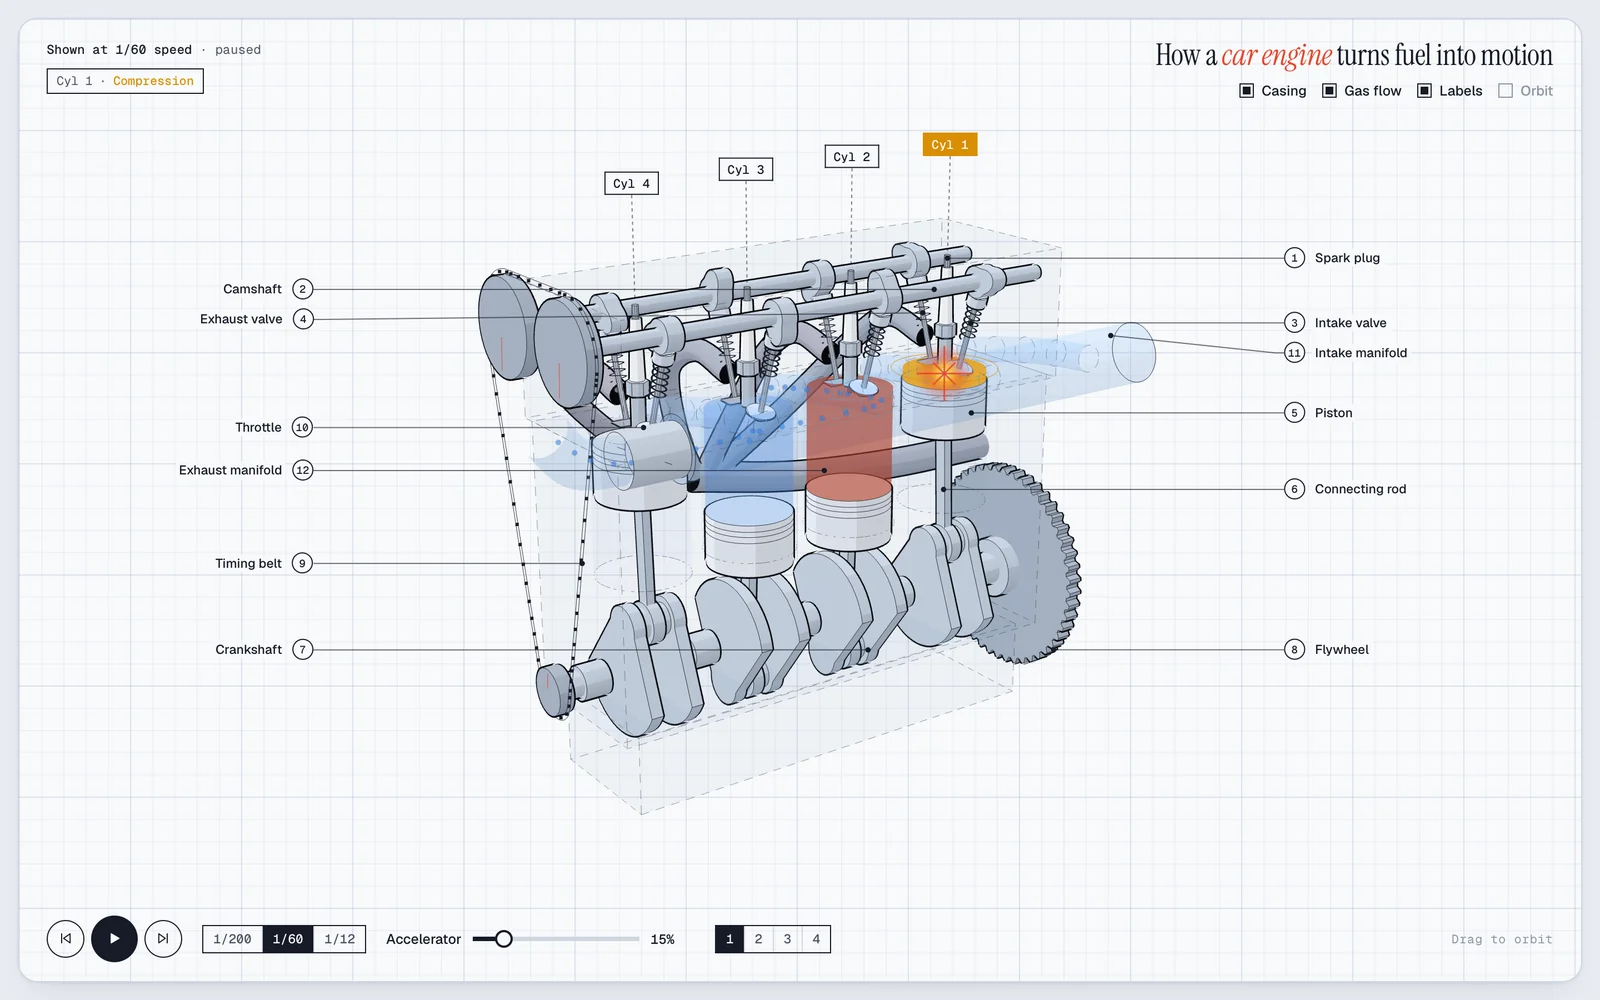 Shown at 1/60 speed · paused
Cyl 1 · Compression
How a car engine turns fuel into motion
Casing
Gas flow
Labels
Orbit
Cyl 1
Cyl 2
Cyl 3
Cyl 4
1 Spark plug
Camshaft 2
Exhaust valve 4
3 Intake valve
11 Intake manifold
5 Piston
Throttle 10
Exhaust manifold 12
6 Connecting rod
Timing belt 9
Crankshaft 7
8 Flywheel
1/200 1/60 1/12
Accelerator 15%
1 2 3 4
Drag to orbit